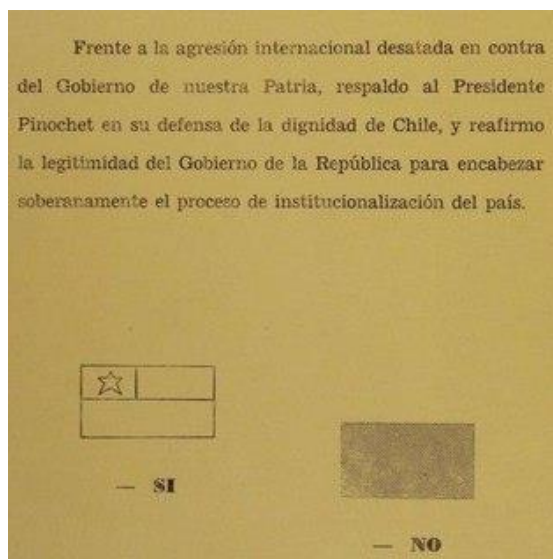 Frente a la agresión internacional desatada en contra
del Gobierno de nuestra Patria, respaldo al Presidente
Pinochet en su defensa de la dignidad de Chile, y reafirmo
la legitimidad del Gobierno de la República para encabezar
soberanamente el proceso de institucionalización del país.
— SI
— NO